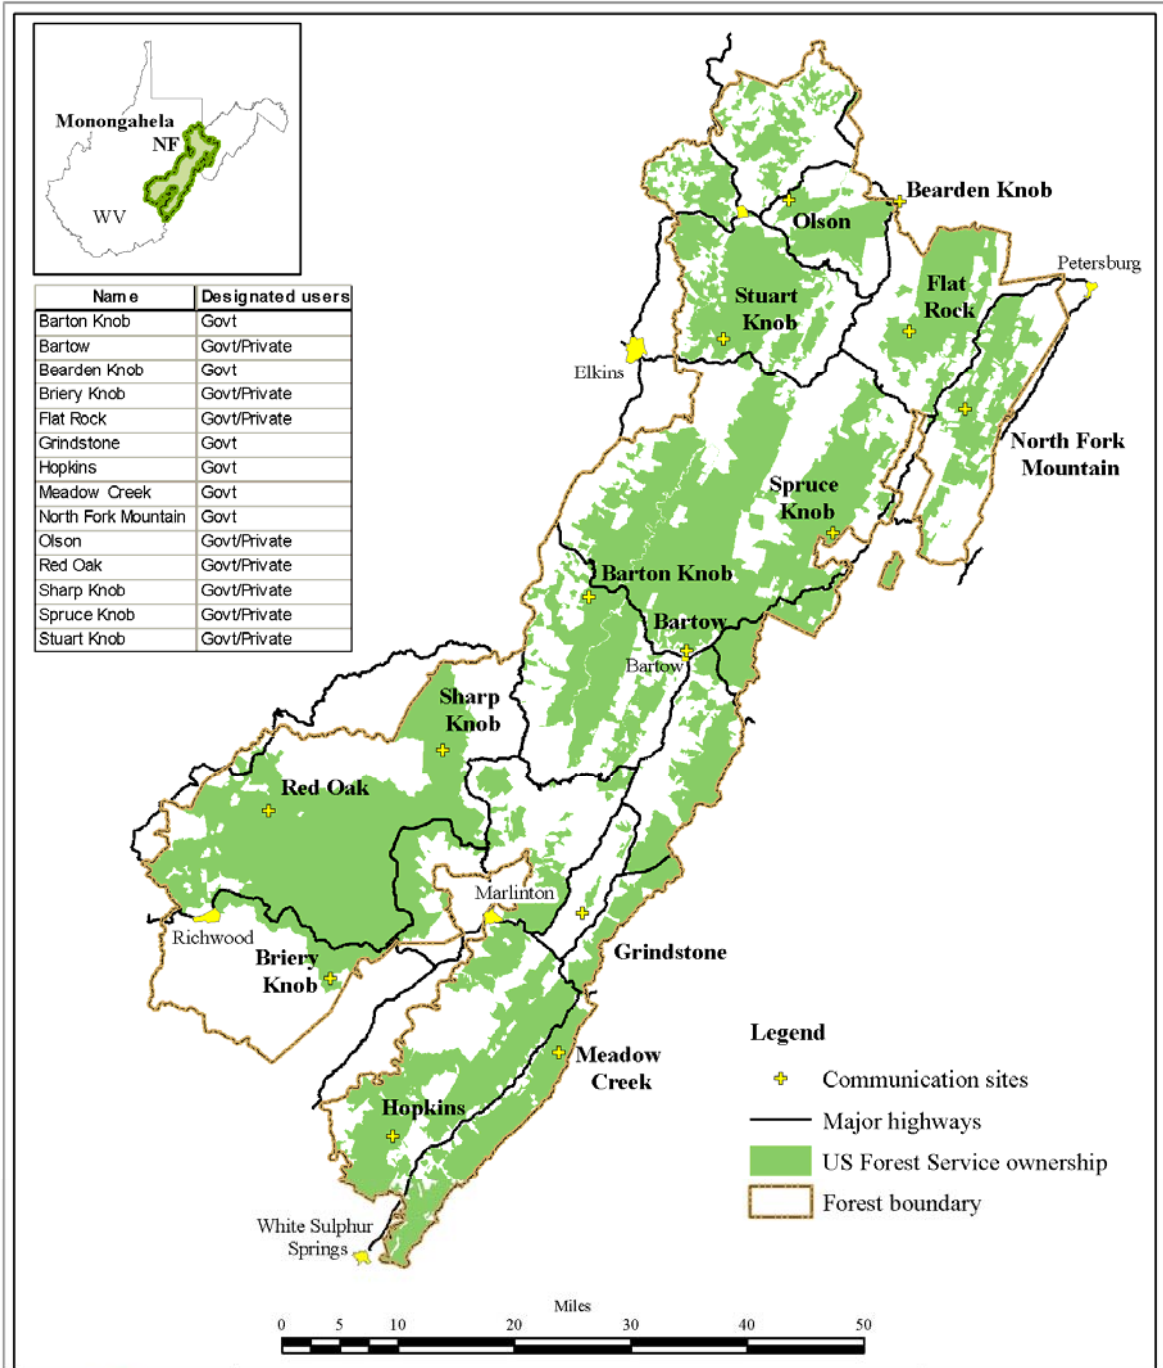 Monongahela
NF
WV
Name Designated users
Barton Knob Govt
Bartow Govt/Private
Bearden Knob Govt
Briery Knob Govt/Private
Flat Rock Govt/Private
Grindstone Govt
Hopkins Govt
Meadow Creek Govt
North Fork Mountain Govt
Olson Govt/Private
Red Oak Govt/Private
Sharp Knob Govt/Private
Spruce Knob Govt/Private
Stuart Knob Govt/Private
Bearden Knob
Olson
Petersburg
Flat
Rock
Stuart
Knob
Elkins
North Fork
Mountain
Spruce
Knob
Barton Knob
Bartow
Bartow
Sharp
Knob
Red Oak
Marlinton
Richwood
Briery
Knob
Grindstone
Meadow
Creek
Hopkins
White Sulphur
Springs
Legend
Communication sites
Major highways
US Forest Service ownership
Forest boundary
Miles
0 5 10 20 30 40 50